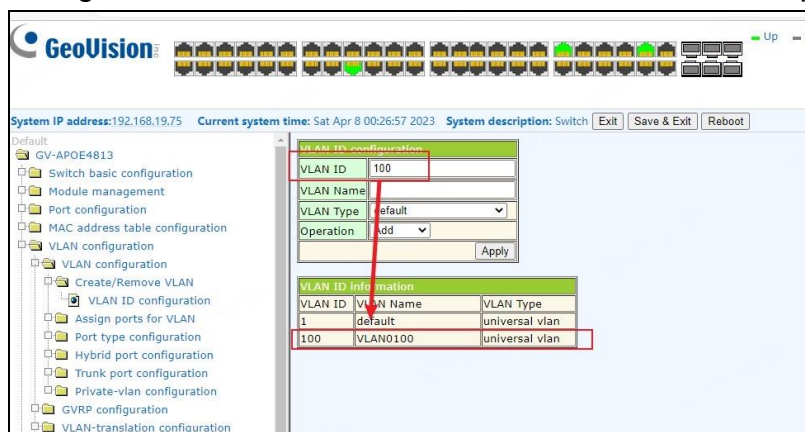 GeoVision
Up
System IP address:192.168.19.75 Current system time: Sat Apr 8 00:26:57 2023 System description: Switch Exit Save & Exit Reboot
Default
GV-APOE4813
Switch basic configuration
Module management
Port configuration
MAC address table configuration
VLAN configuration
VLAN configuration
Create/Remove VLAN
VLAN ID configuration
Assign ports for VLAN
Port type configuration
Hybrid port configuration
Trunk port configuration
Private-vlan configuration
GVRP configuration
VLAN-translation configuration
VLAN ID configuration
VLAN ID 100
VLAN Name
VLAN Type default
Operation Add
Apply
VLAN ID information
VLAN ID VLAN Name VLAN Type
1 default universal vlan
100 VLAN0100 universal vlan